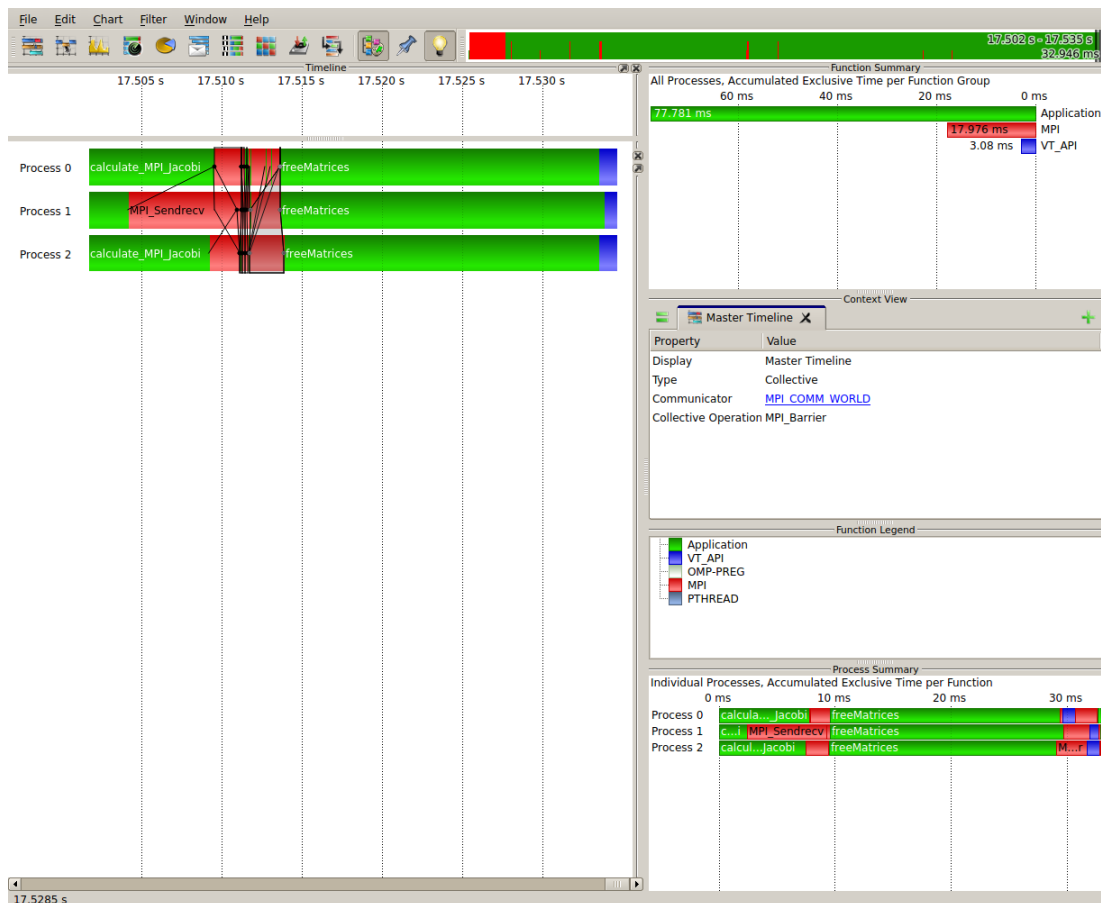 File Edit Chart Filter Window Help
17.502 s - 17.535 s
32.946 ms
Timeline
17.505 s 17.510 s 17.515 s 17.520 s 17.525 s 17.530 s
Process 0 calculate_MPI_Jacobi freeMatrices
Process 1 MPI_Sendrecv freeMatrices
Process 2 calculate_MPI_Jacobi freeMatrices
17.5285 s
Function Summary
All Processes, Accumulated Exclusive Time per Function Group
60 ms 40 ms 20 ms 0 ms
77.781 ms Application
17.976 ms MPI
3.08 ms VT_API
Context View
Master Timeline
Property Value
Display Master Timeline
Type Collective
Communicator MPI_COMM_WORLD
Collective Operation MPI_Barrier
Function Legend
Application
VT_API
OMP-PREG
MPI
PTHREAD
Process Summary
Individual Processes, Accumulated Exclusive Time per Function
0 ms 10 ms 20 ms 30 ms
Process 0 calcula..._Jacobi freeMatrices
Process 1 c...i MPI_Sendrecv freeMatrices
Process 2 calcul...Jacobi freeMatrices M...r